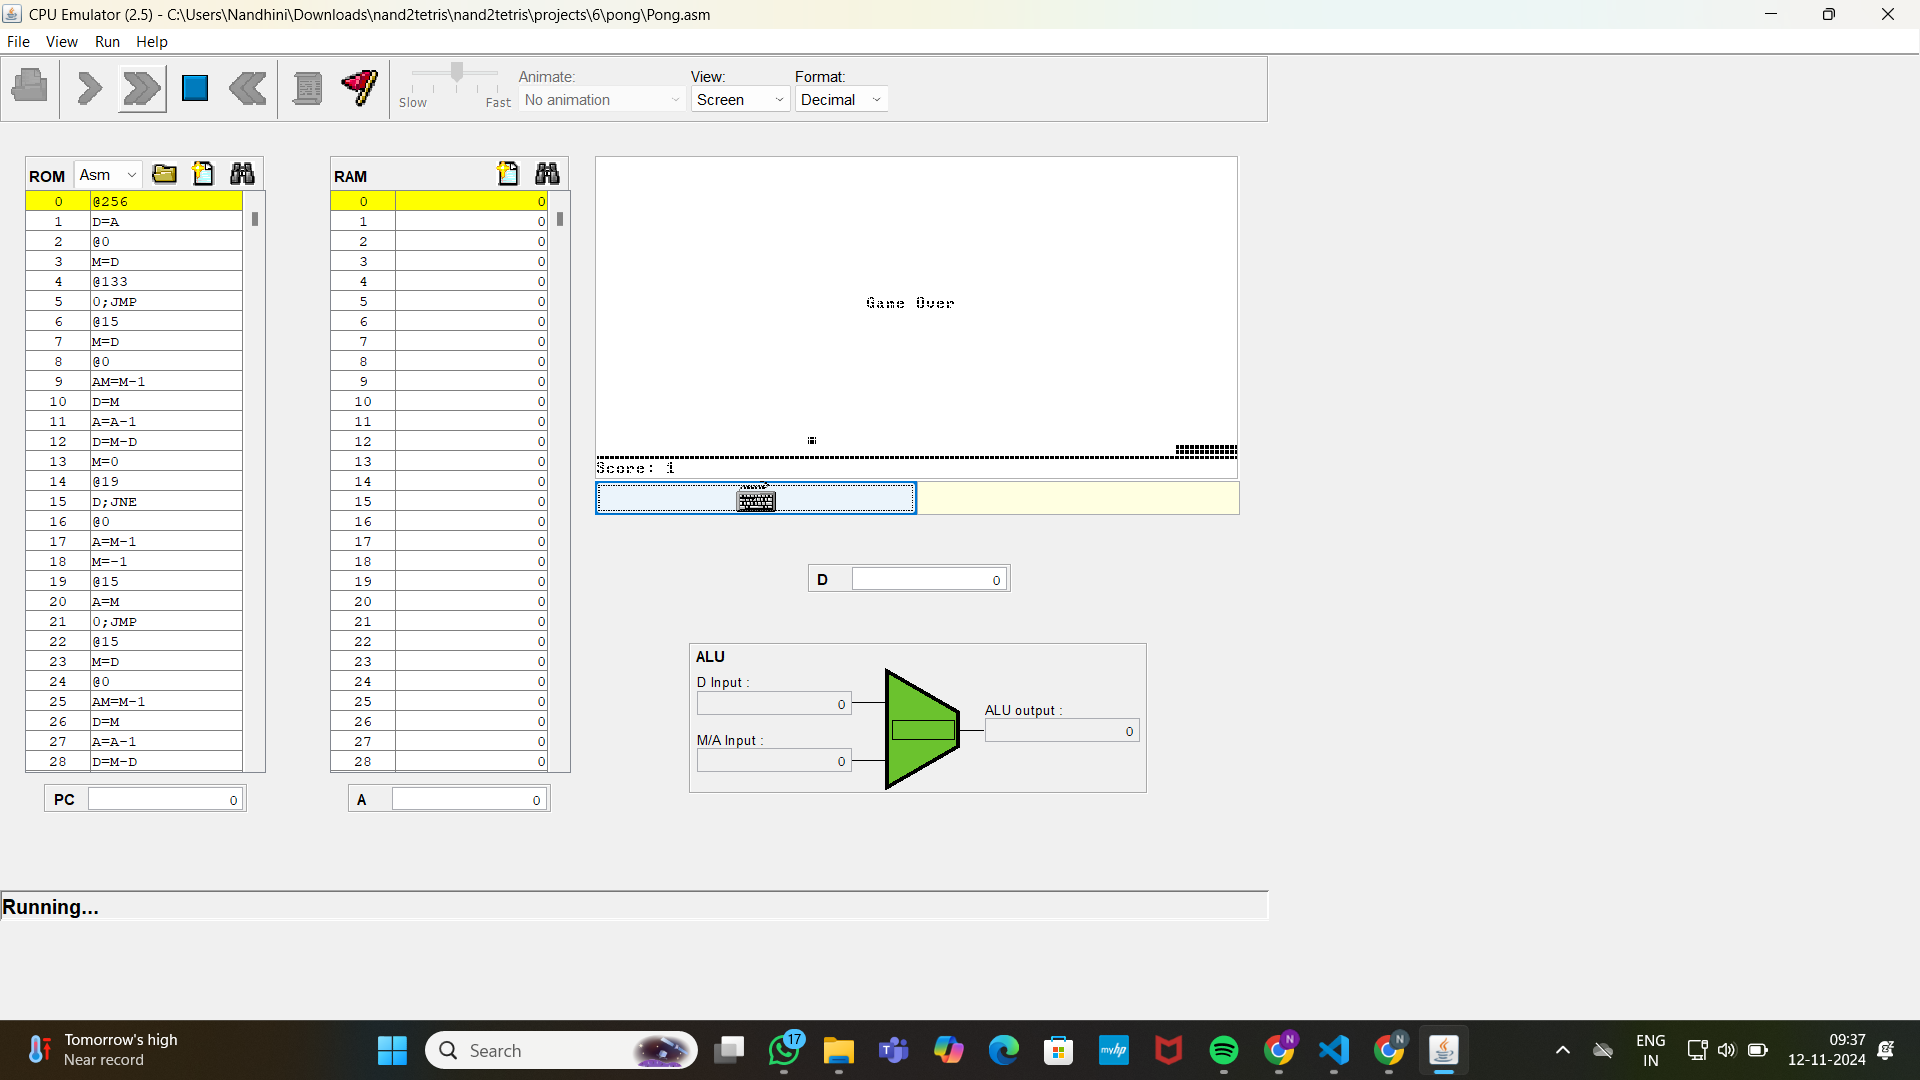 CPU Emulator (2.5) - C:\Users\Nandhini\Downloads\nand2tetris\nand2tetris\projects\6\pong\Pong.asm
File View Run Help
Slow Fast
Animate:
No animation
View:
Screen
Format:
Decimal
ROM Asm
0 @256
1 D=A
2 @0
3 M=D
4 @133
5 0;JMP
6 @15
7 M=D
8 @0
9 AM=M-1
10 D=M
11 A=A-1
12 D=M-D
13 M=0
14 @19
15 D;JNE
16 @0
17 A=M-1
18 M=-1
19 @15
20 A=M
21 0;JMP
22 @15
23 M=D
24 @0
25 AM=M-1
26 D=M
27 A=A-1
28 D=M-D
PC 0
RAM
0 0
1 0
2 0
3 0
4 0
5 0
6 0
7 0
8 0
9 0
10 0
11 0
12 0
13 0
14 0
15 0
16 0
17 0
18 0
19 0
20 0
21 0
22 0
23 0
24 0
25 0
26 0
27 0
28 0
A 0
Game Over
Score: 1
D 0
ALU
D Input :
0
M/A Input :
0
ALU output :
0
Running...
Tomorrow's high
Near record
Search
17
myhp
N
N
ENG
IN
09:37
12-11-2024